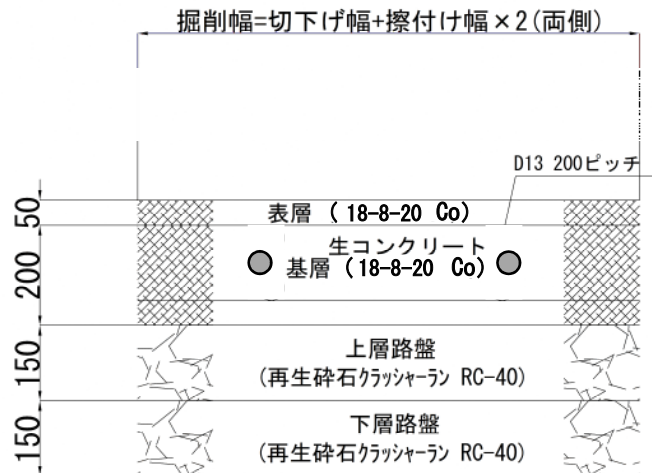 掘削幅=切下げ幅+擦付け幅×2(両側)
D13 200ピッチ
50
表層 ( 18-8-20 Co)
200
生コンクリート
基層 (18-8-20 Co)
150
上層路盤
(再生砕石ｸﾗｯｼｬｰﾗﾝ RC-40)
150
下層路盤
(再生砕石ｸﾗｯｼｬｰﾗﾝ RC-40)